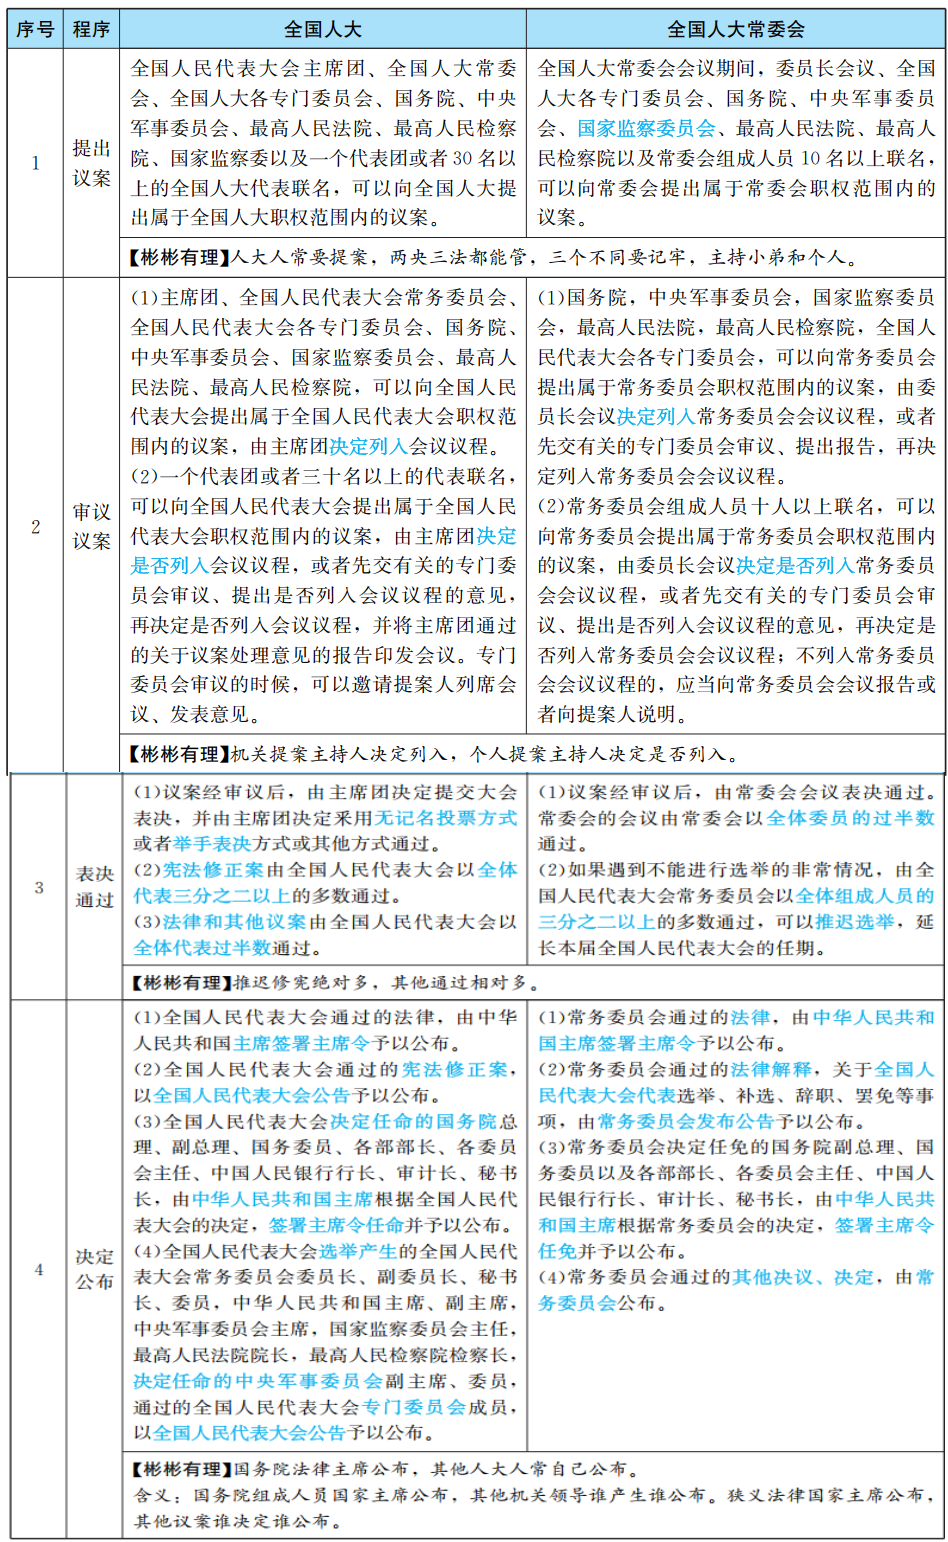 序号 程序 全国人大 全国人大常委会
1
提出
议案
全国人民代表大会主席团、全国人大常委
会、全国人大各专门委员会、国务院、中央
军事委员会、最高人民法院、最高人民检察
院、国家监察委以及一个代表团或者30名以
上的全国人大代表联名，可以向全国人大提
出属于全国人大职权范围内的议案。
全国人大常委会会议期间，委员长会议、全国
人大各专门委员会、国务院、中央军事委员
会、国家监察委员会、最高人民法院、最高人
民检察院以及常委会组成人员10名以上联名，
可以向常委会提出属于常委会职权范围内的
议案。
【彬彬有理】人大人常要提案，两央三法都能管，三个不同要记牢，主持小弟和个人。
2
审议
议案
(1)主席团、全国人民代表大会常务委员会、
全国人民代表大会各专门委员会、国务院、
中央军事委员会、国家监察委员会、最高人
民法院、最高人民检察院，可以向全国人民
代表大会提出属于全国人民代表大会职权范
围内的议案，由主席团决定列入会议议程。
(2)一个代表团或者三十名以上的代表联名，
可以向全国人民代表大会提出属于全国人民
代表大会职权范围内的议案，由主席团决定
是否列入会议议程，或者先交有关的专门委
员会审议、提出是否列入会议议程的意见，
再决定是否列入会议议程，并将主席团通过
的关于议案处理意见的报告印发会议。专门
委员会审议的时候，可以邀请提案人列席会
议、发表意见。
(1)国务院，中央军事委员会，国家监察委员
会，最高人民法院，最高人民检察院，全国人
民代表大会各专门委员会，可以向常务委员会
提出属于常务委员会职权范围内的议案，由委
员长会议决定列入常务委员会会议议程，或者
先交有关的专门委员会审议、提出报告，再决
定列入常务委员会会议议程。
(2)常务委员会组成人员十人以上联名，可以
向常务委员会提出属于常务委员会职权范围内
的议案，由委员长会议决定是否列入常务委员
会会议议程，或者先交有关的专门委员会审
议、提出是否列入会议议程的意见，再决定是
否列入常务委员会会议议程；不列入常务委员
会会议议程的，应当向常务委员会会议报告或
者向提案人说明。
【彬彬有理】机关提案主持人决定列入，个人提案主持人决定是否列入。
3
表决
通过
(1)议案经审议后，由主席团决定提交大会
表决，并由主席团决定采用无记名投票方式
或者举手表决方式或其他方式通过。
(2)宪法修正案由全国人民代表大会以全体
代表三分之二以上的多数通过。
(3)法律和其他议案由全国人民代表大会以
全体代表过半数通过。
(1)议案经审议后，由常委会会议表决通过。
常委会的会议由常委会以全体委员的过半数
通过。
(2)如果遇到不能进行选举的非常情况，由全
国人民代表大会常务委员会以全体组成人员的
三分之二以上的多数通过，可以推迟选举，延
长本届全国人民代表大会的任期。
【彬彬有理】推迟修宪绝对多，其他通过相对多。
4
决定
公布
(1)全国人民代表大会通过的法律，由中华
人民共和国主席签署主席令予以公布。
(2)全国人民代表大会通过的宪法修正案，
以全国人民代表大会公告予以公布。
(3)全国人民代表大会决定任命的国务院总
理、副总理、国务委员、各部部长、各委员
会主任、中国人民银行行长、审计长、秘书
长，由中华人民共和国主席根据全国人民代
表大会的决定，签署主席令任命并予以公布。
(4)全国人民代表大会选举产生的全国人民代
表大会常务委员会委员长、副委员长、秘书
长、委员，中华人民共和国主席、副主席，
中央军事委员会主席，国家监察委员会主任，
最高人民法院院长，最高人民检察院检察长，
决定任命的中央军事委员会副主席、委员，
通过的全国人民代表大会专门委员会成员，
以全国人民代表大会公告予以公布。
(1)常务委员会通过的法律，由中华人民共和
国主席签署主席令予以公布。
(2)常务委员会通过的法律解释，关于全国人
民代表大会代表选举、补选、辞职、罢免等事
项，由常务委员会发布公告予以公布。
(3)常务委员会决定任免的国务院副总理、国
务委员以及各部部长、各委员会主任、中国人
民银行行长、审计长、秘书长，由中华人民共
和国主席根据常务委员会的决定，签署主席令
任免并予以公布。
(4)常务委员会通过的其他决议、决定，由常
务委员会公布。
【彬彬有理】国务院法律主席公布，其他人大人常自己公布。
含义：国务院组成人员国家主席公布，其他机关领导谁产生谁公布。狭义法律国家主席公布，
其他议案谁决定谁公布。